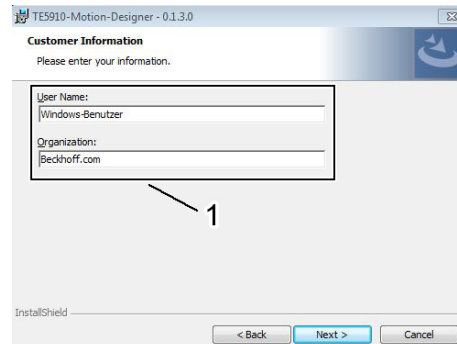 TE5910-Motion-Designer - 0.1.3.0
Customer Information
Please enter your information.
User Name:
Windows-Benutzer
Organization:
Beckhoff.com
1
InstallShield
< Back Next > Cancel